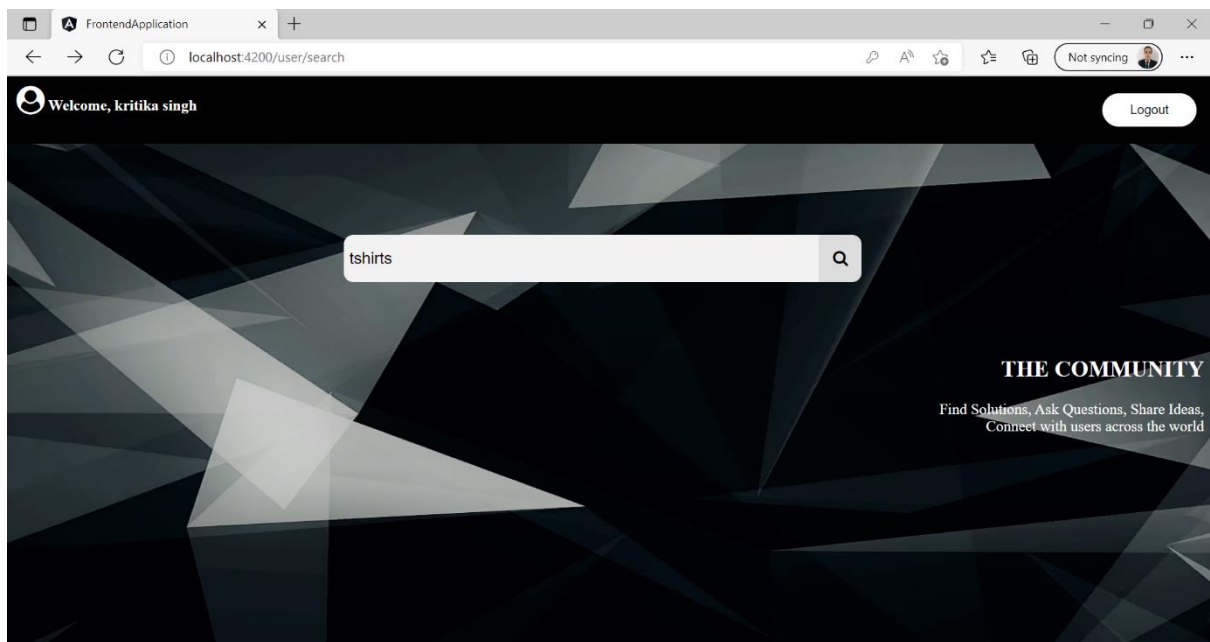 FrontendApplication
localhost:4200/user/search
Not syncing
Welcome, kritika singh
Logout
tshirts
THE COMMUNITY
Find Solutions, Ask Questions, Share Ideas,
Connect with users across the world